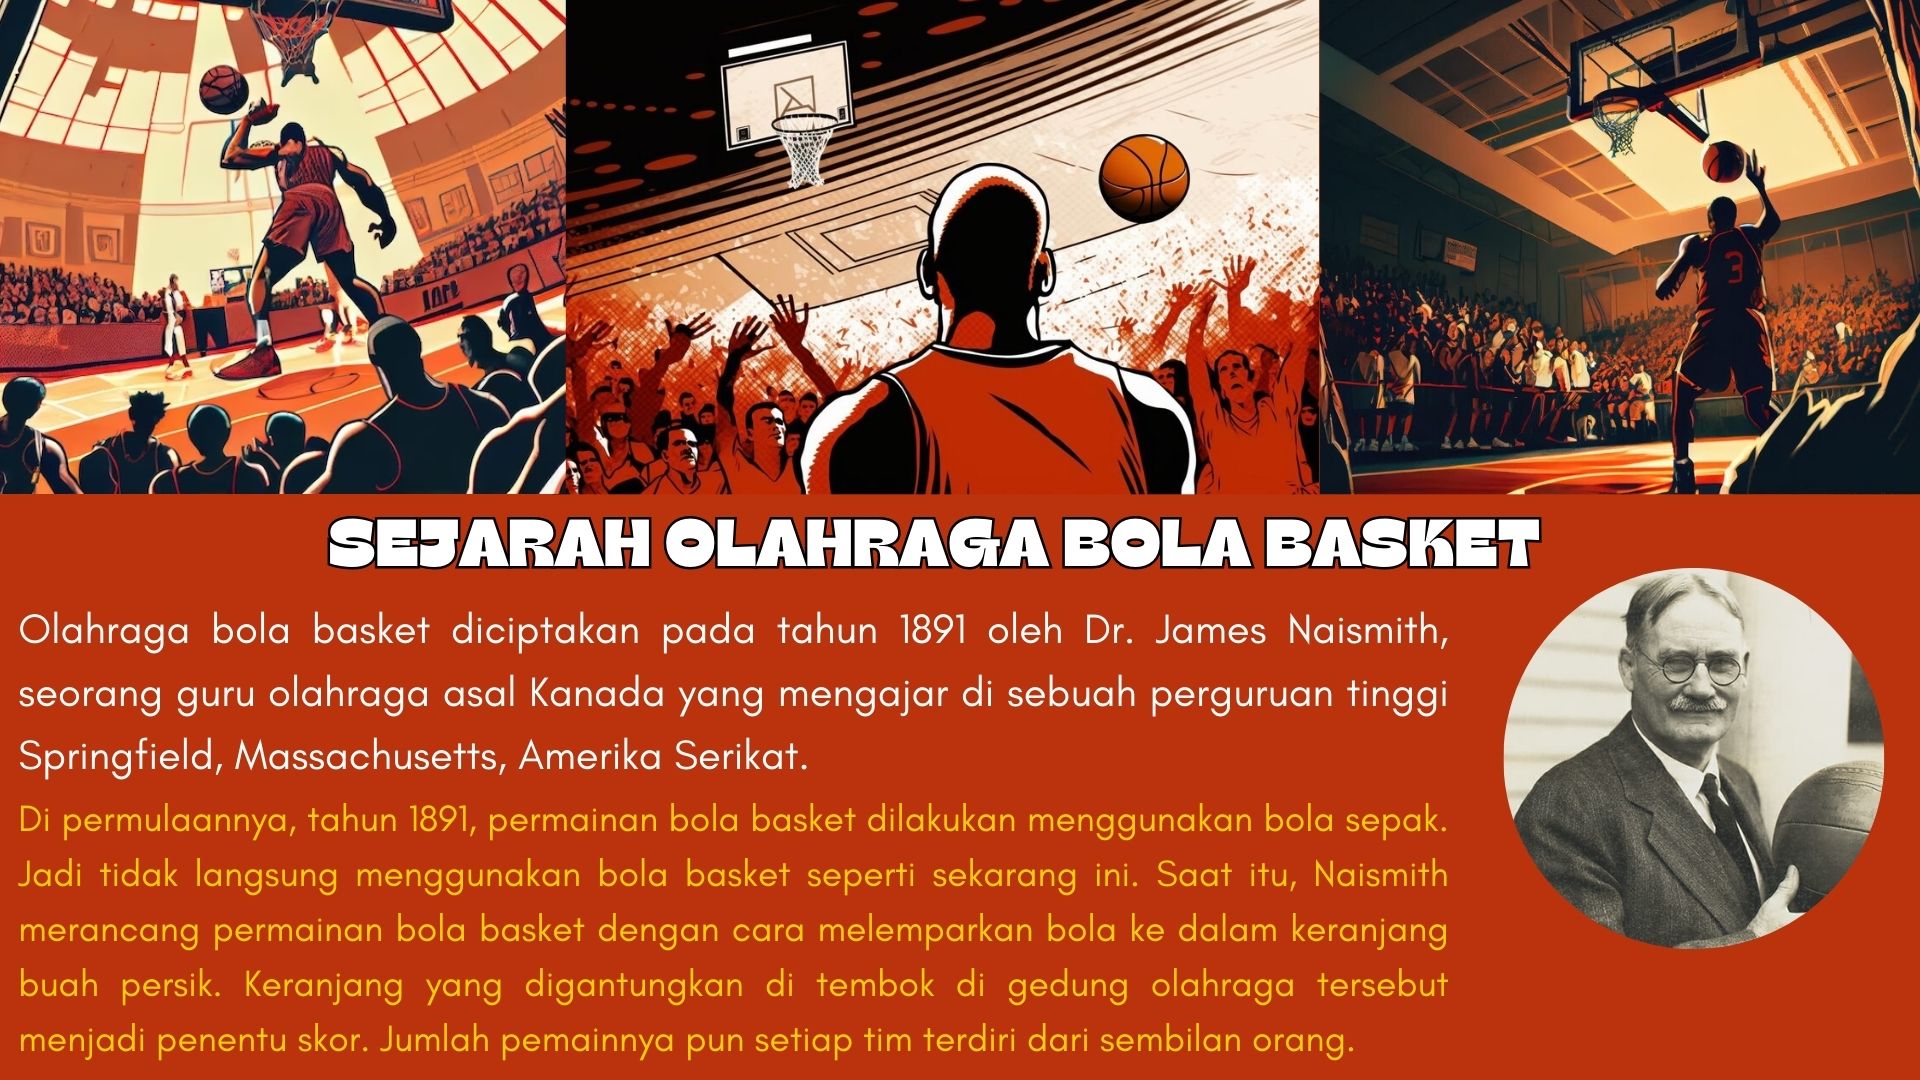 3
SEJARAH OLAHRAGA BOLA BASKET
Olahraga bola basket diciptakan pada tahun 1891 oleh Dr. James Naismith,
seorang guru olahraga asal Kanada yang mengajar di sebuah perguruan tinggi
Springfield, Massachusetts, Amerika Serikat.
Di permulaannya, tahun 1891, permainan bola basket dilakukan menggunakan bola sepak.
Jadi tidak langsung menggunakan bola basket seperti sekarang ini. Saat itu, Naismith
merancang permainan bola basket dengan cara melemparkan bola ke dalam keranjang
buah persik. Keranjang yang digantungkan di tembok di gedung olahraga tersebut
menjadi penentu skor. Jumlah pemainnya pun setiap tim terdiri dari sembilan orang.